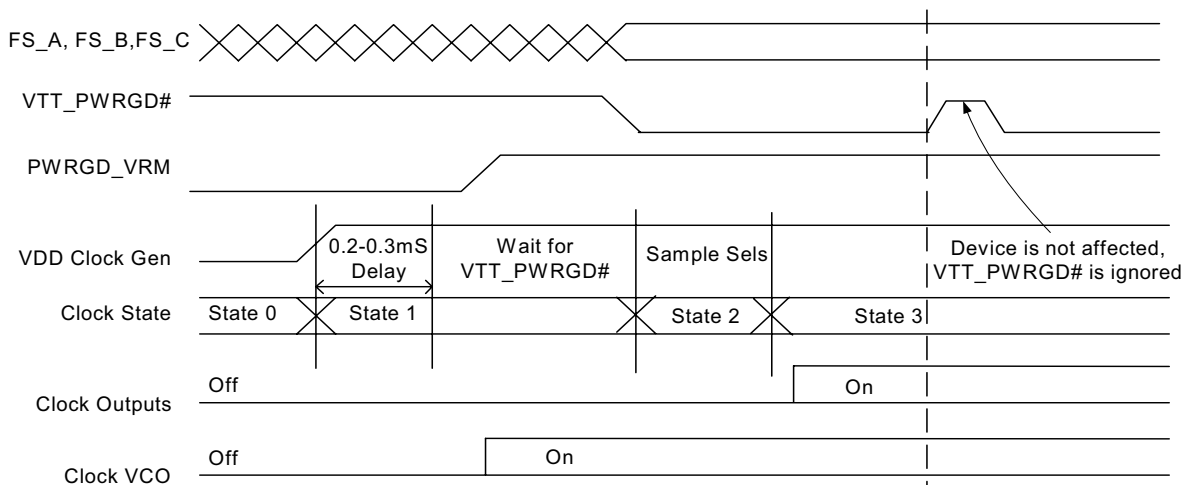 FS_A, FS_B,FS_C
VTT_PWRGD#
PWRGD_VRM
VDD Clock Gen
0.2-0.3mS
Delay
Wait for
VTT_PWRGD#
Sample Sels
Device is not affected,
VTT_PWRGD# is ignored
Clock State
State 0
State 1
State 2
State 3
Clock Outputs
Off
On
Clock VCO
Off
On